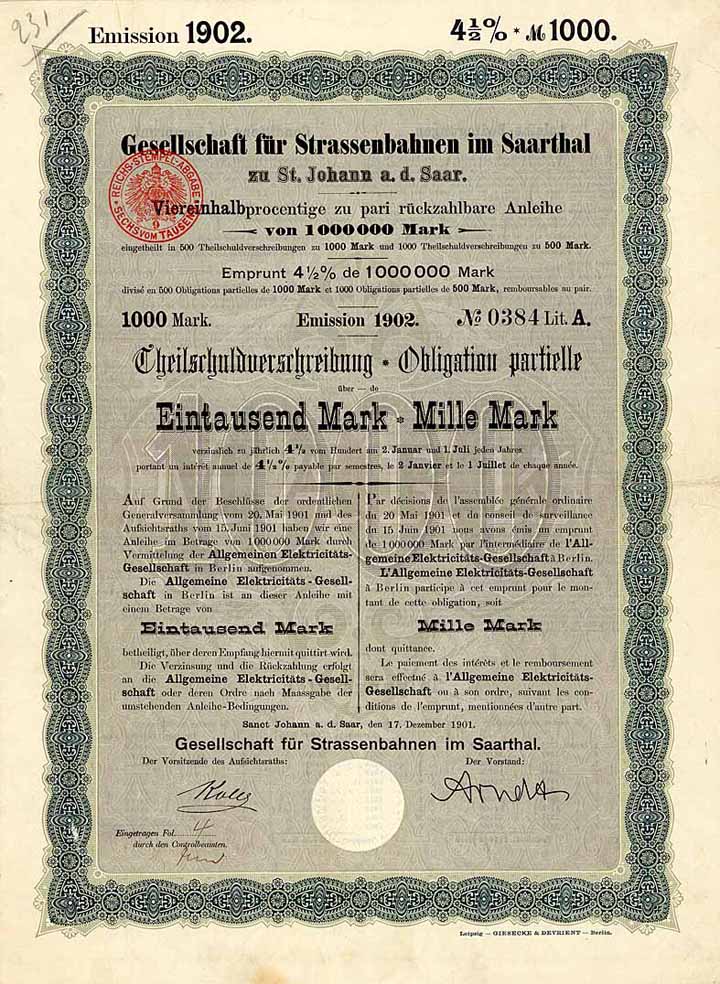 231
Emission 1902.
4½% * M 1000.
Gesellschaft für Strassenbahnen im Saarthal
zu St. Johann a. d. Saar.
REICHS-STEMPEL-ABGABE
SECHS VOM TAUSEND
Viereinhalbprocentige zu pari rückzahlbare Anleihe
von 1000000 Mark
eingetheilt in 500 Theilschuldverschreibungen zu 1000 Mark und 1000 Theilschuldverschreibungen zu 500 Mark.
Emprunt 4½% de 1000000 Mark
divisé en 500 Obligations partielles de 1000 Mark et 1000 Obligations partielles de 500 Mark, remboursables au pair.
1000 Mark. Emission 1902. No 0384 Lit. A.
Theilschuldverschreibung * Obligation partielle
über — de
Eintausend Mark * Mille Mark
verzinslich zu jährlich 4½ vom Hundert am 2. Januar und 1. Juli jeden Jahres
portant un intérêt annuel de 4½% payable par semestres, le 2 Janvier et le 1 Juillet de chaque année.
1000
Auf Grund der Beschlüsse der ordentlichen
Generalversammlung vom 20. Mai 1901 und des
Aufsichtsraths vom 15. Juni 1901 haben wir eine
Anleihe im Betrage von 1000000 Mark durch
Vermittelung der Allgemeinen Elektricitäts-
Gesellschaft in Berlin aufgenommen.
Die Allgemeine Elektricitäts-Gesell-
schaft in Berlin ist an dieser Anleihe mit
einem Betrage von
Eintausend Mark
betheiligt, über deren Empfang hiermit quittirt wird.
Die Verzinsung und die Rückzahlung erfolgt
an die Allgemeine Elektricitäts-Gesell-
schaft oder deren Ordre nach Maassgabe der
umstehenden Anleihe-Bedingungen.
Par décisions de l'assemblée générale ordinaire
du 20 Mai 1901 et du conseil de surveillance
du 15 Juin 1901 nous avons émis un emprunt
de 1000000 Mark par l'intermédiaire de l'All-
gemeine Elektricitäts-Gesellschaft à Berlin.
L'Allgemeine Elektricitäts-Gesellschaft
à Berlin participe à cet emprunt pour le mon-
tant de cette obligation, soit
Mille Mark
dont quittance.
Le paiement des intérêts et le remboursement
sera effectué à l'Allgemeine Elektricitäts-
Gesellschaft ou à son ordre, suivant les con-
ditions de l'emprunt, mentionnées d'autre part.
Sanct Johann a. d. Saar, den 17. Dezember 1901.
Gesellschaft für Strassenbahnen im Saarthal.
Der Vorsitzende des Aufsichtsraths: Der Vorstand:
Arndt
Eingetragen Fol. 4
durch den Controlbeamten.
Leipzig — GIESECKE & DEVRIENT — Berlin.